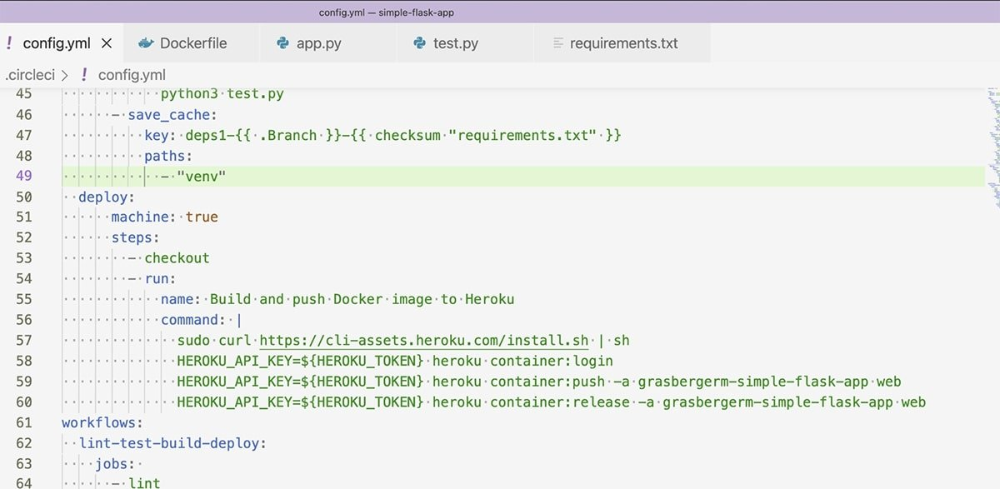 config.yml — simple-flask-app
! config.yml × Dockerfile app.py test.py requirements.txt
.circleci > ! config.yml
45 python3 test.py
46 - save_cache:
47 key: deps1-{{ .Branch }}-{{ checksum "requirements.txt" }}
48 paths:
49 - "venv"
50 deploy:
51 machine: true
52 steps:
53 - checkout
54 - run:
55 name: Build and push Docker image to Heroku
56 command: |
57 sudo curl https://cli-assets.heroku.com/install.sh | sh
58 HEROKU_API_KEY=${HEROKU_TOKEN} heroku container:login
59 HEROKU_API_KEY=${HEROKU_TOKEN} heroku container:push -a grasbergerm-simple-flask-app web
60 HEROKU_API_KEY=${HEROKU_TOKEN} heroku container:release -a grasbergerm-simple-flask-app web
61 workflows:
62 lint-test-build-deploy:
63 jobs:
64 - lint